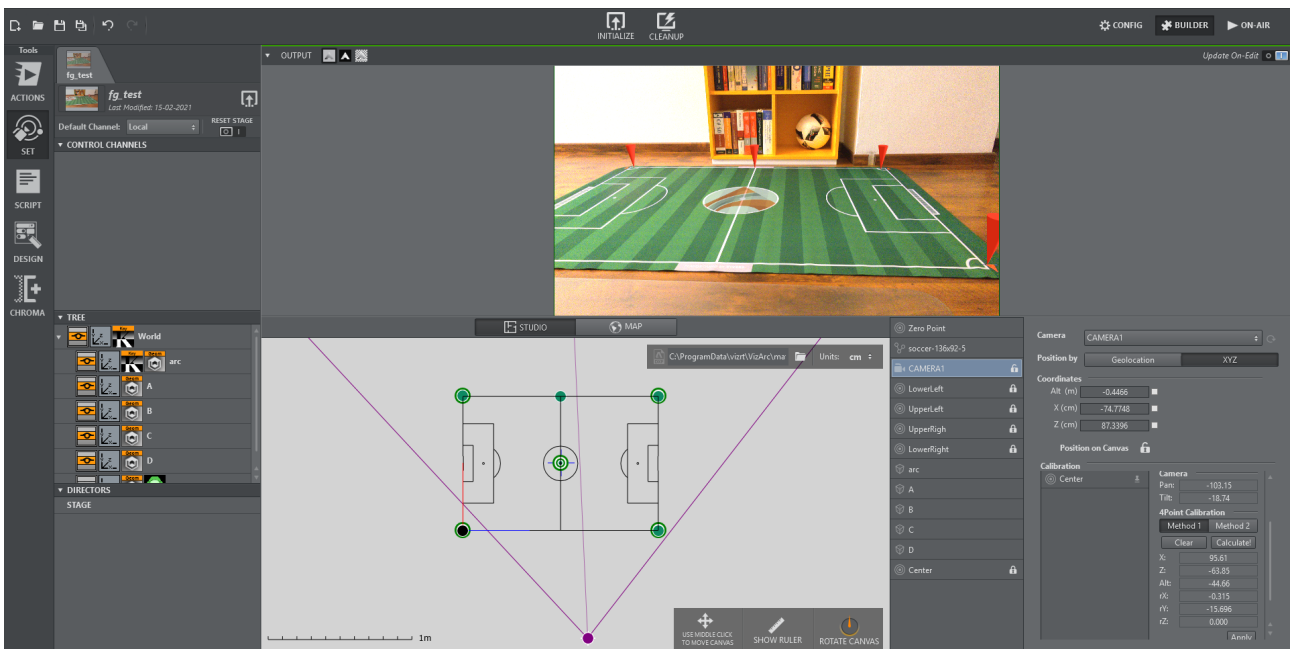 INITIALIZE
CLEANUP
CONFIG
BUILDER
ON-AIR
Tools
ACTIONS
SET
SCRIPT
DESIGN
CHROMA
fg_test
fg_test
Last Modified: 15-02-2021
Default Channel:
Local
RESET STAGE
CONTROL CHANNELS
TREE
World
arc
A
B
C
D
DIRECTORS
STAGE
OUTPUT
Update On-Edit
STUDIO
MAP
C:\ProgramData\vizrt\VizArc\ma
Units:
cm
1m
USE MIDDLE CLICK
TO MOVE CANVAS
SHOW RULER
ROTATE CANVAS
Zero Point
soccer-136x92-5
CAMERA1
LowerLeft
UpperLeft
UpperRigh
LowerRigh
arc
A
B
C
D
Center
Camera
CAMERA1
Position by
Geolocation
XYZ
Coordinates
Alt (m)
-0.4466
X (cm)
-74.7748
Z (cm)
87.3396
Position on Canvas
Calibration
Center
Camera
Pan:
-103.15
Tilt:
-18.74
4Point Calibration
Method 1
Method 2
Clear
Calculate!
X:
95.61
Z:
-63.85
Alt:
-44.66
rX:
-0.315
rY:
-15.696
rZ:
0.000
Apply